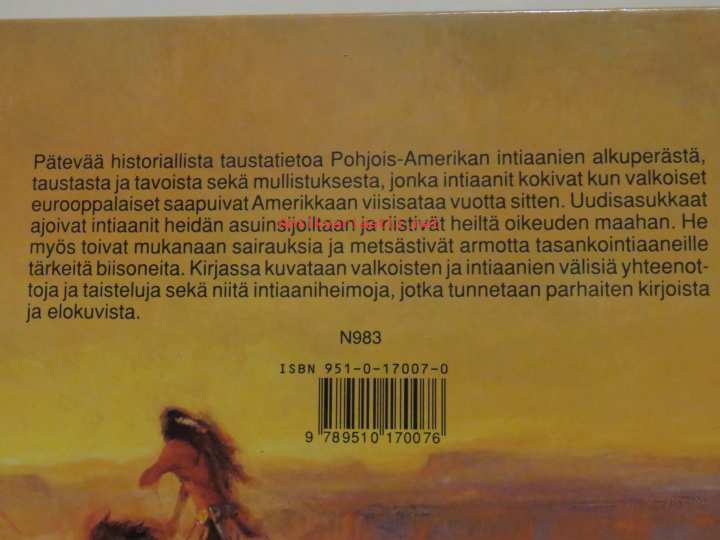 Pätevää historiallista taustatietoa Pohjois-Amerikan intiaanien alkuperästä,
taustasta ja tavoista sekä mullistuksesta, jonka intiaanit kokivat kun valkoiset
eurooppalaiset saapuivat Amerikkaan viisisataa vuotta sitten. Uudisasukkaat
ajoivat intiaanit heidän asuinsijoiltaan ja riistivät heiltä oikeuden maahan. He
myös toivat mukanaan sairauksia ja metsästivät armotta tasankointiaaneille
tärkeitä biisoneita. Kirjassa kuvataan valkoisten ja intiaanien välisiä yhteenot-
toja ja taisteluja sekä niitä intiaaniheimoja, jotka tunnetaan parhaiten kirjoista
ja elokuvista.
N983
ISBN 951-0-17007-0
9 789510 170076